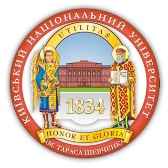 КИЇВСЬКИЙ НАЦІОНАЛЬНИЙ УНІВЕРСИТЕТ
UTILITAS
1834
HONOR ET GLORIA
ІМ. ТАРАСА ШЕВЧЕНКА